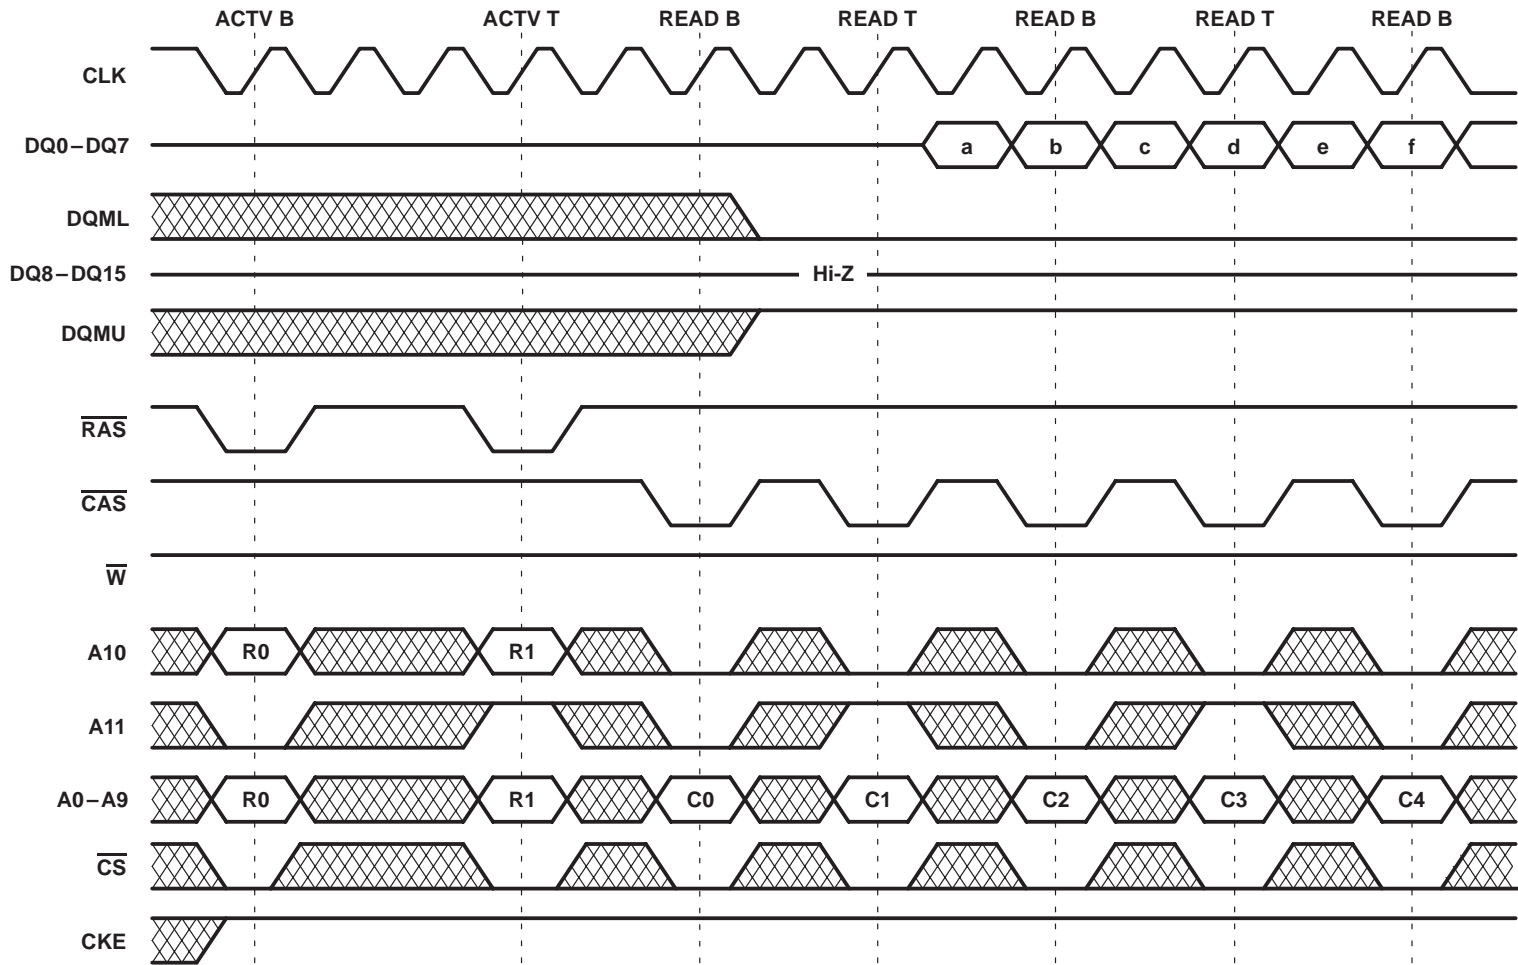 ACTV B ACTV T READ B READ T READ B READ T READ B
CLK
DQ0–DQ7 a b c d e f
DQML
DQ8–DQ15 Hi-Z
DQMU
RAS
CAS
W
A10 R0 R1
A11
A0–A9 R0 R1 C0 C1 C2 C3 C4
CS
CKE